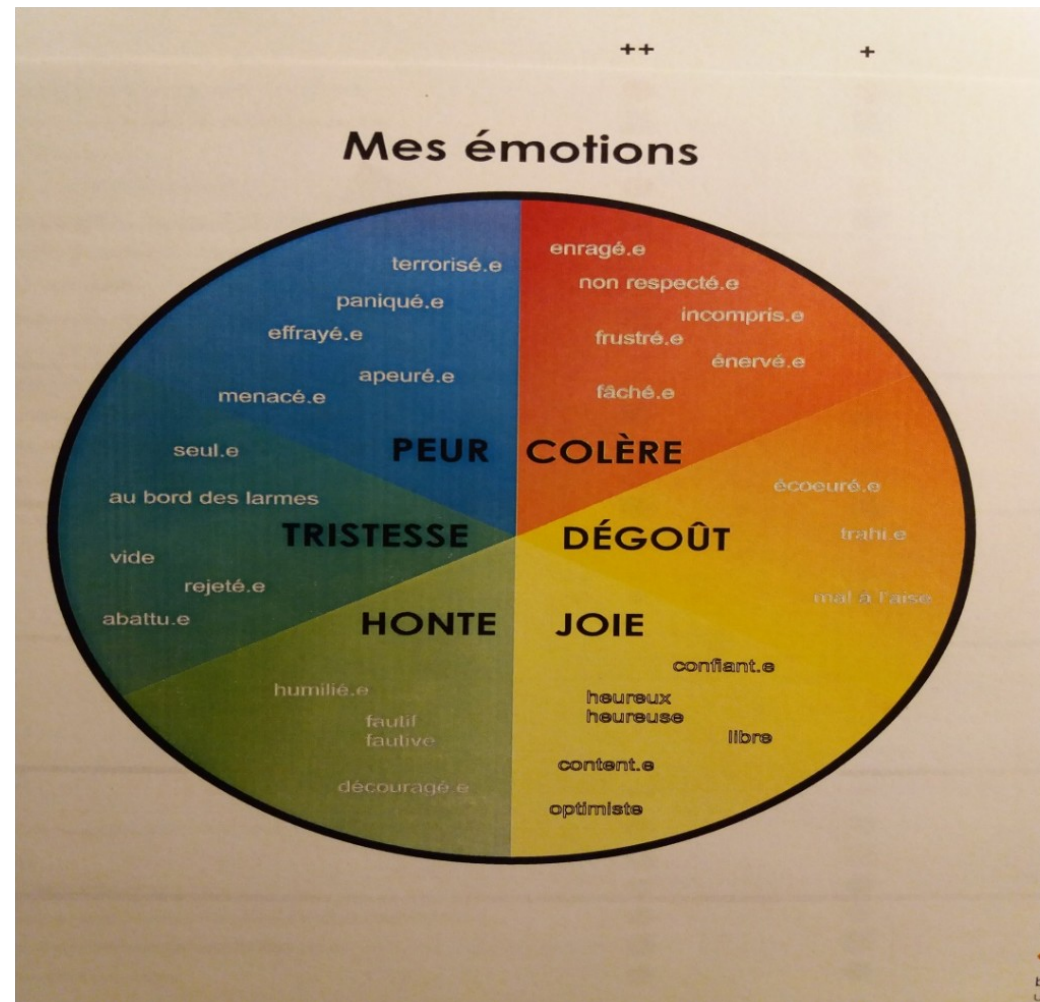 ++ +
Mes émotions
terrorisé.e
paniqué.e
effrayé.e
apeuré.e
menacé.e
PEUR
enragé.e
non respecté.e
incompris.e
frustré.e
énervé.e
fâché.e
COLÈRE
seul.e
au bord des larmes
TRISTESSE
vide
rejeté.e
abattu.e
écoeuré.e
DÉGOÛT
trahi.e
mal à l'aise
HONTE
humilié.e
fautif
fautive
découragé.e
JOIE
confiant.e
heureux
heureuse
libre
content.e
optimiste